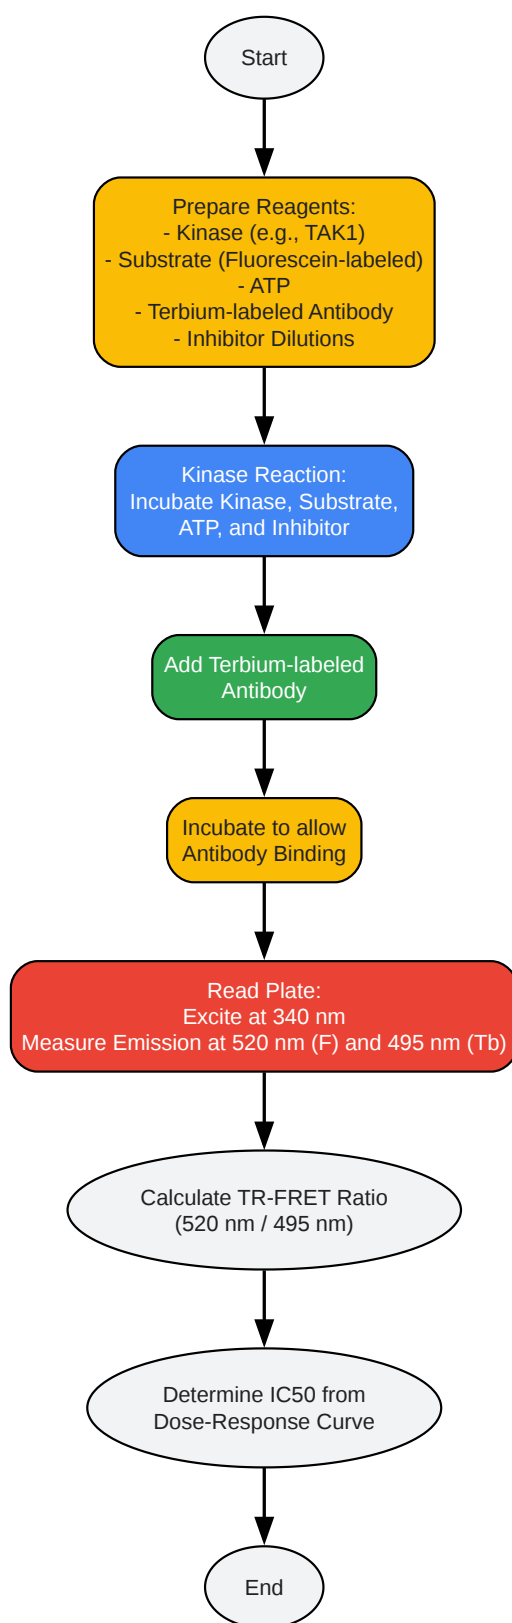 Start
Prepare Reagents:
- Kinase (e.g., TAK1)
- Substrate (Fluorescein-labeled)
- ATP
- Terbium-labeled Antibody
- Inhibitor Dilutions
Kinase Reaction:
Incubate Kinase, Substrate,
ATP, and Inhibitor
Add Terbium-labeled
Antibody
Incubate to allow
Antibody Binding
Read Plate:
Excite at 340 nm
Measure Emission at 520 nm (F) and 495 nm (Tb)
Calculate TR-FRET Ratio
(520 nm / 495 nm)
Determine IC50 from
Dose-Response Curve
End